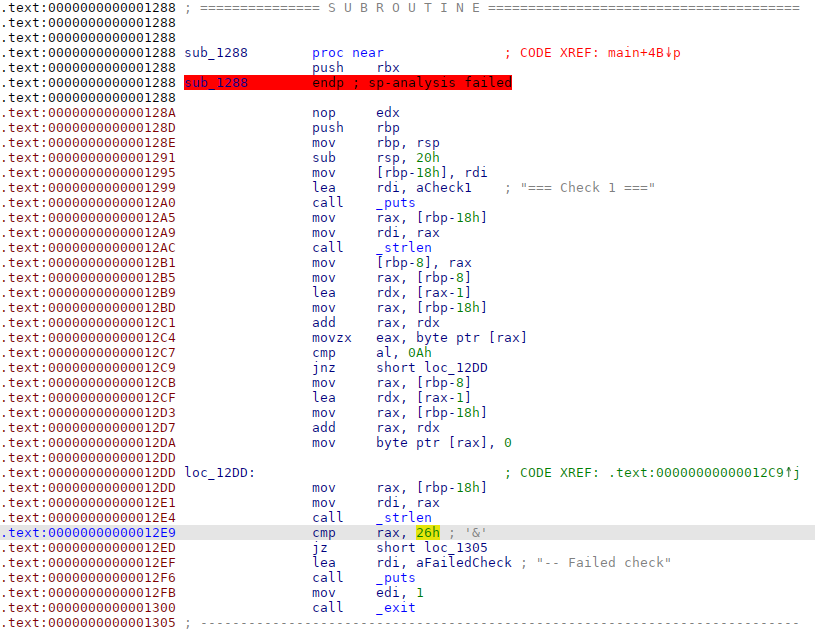 .text:0000000000001288 ; =============== S U B R O U T I N E =======================================
.text:0000000000001288
.text:0000000000001288
.text:0000000000001288 sub_1288        proc near               ; CODE XREF: main+4B↓p
.text:0000000000001288                 push    rbx
.text:0000000000001288 sub_1288        endp ; sp-analysis failed
.text:0000000000001288
.text:000000000000128A                 nop     edx
.text:000000000000128D                 push    rbp
.text:000000000000128E                 mov     rbp, rsp
.text:0000000000001291                 sub     rsp, 20h
.text:0000000000001295                 mov     [rbp-18h], rdi
.text:0000000000001299                 lea     rdi, aCheck1    ; "=== Check 1 ==="
.text:00000000000012A0                 call    _puts
.text:00000000000012A5                 mov     rax, [rbp-18h]
.text:00000000000012A9                 mov     rdi, rax
.text:00000000000012AC                 call    _strlen
.text:00000000000012B1                 mov     [rbp-8], rax
.text:00000000000012B5                 mov     rax, [rbp-8]
.text:00000000000012B9                 lea     rdx, [rax-1]
.text:00000000000012BD                 mov     rax, [rbp-18h]
.text:00000000000012C1                 add     rax, rdx
.text:00000000000012C4                 movzx   eax, byte ptr [rax]
.text:00000000000012C7                 cmp     al, 0Ah
.text:00000000000012C9                 jnz     short loc_12DD
.text:00000000000012CB                 mov     rax, [rbp-8]
.text:00000000000012CF                 lea     rdx, [rax-1]
.text:00000000000012D3                 mov     rax, [rbp-18h]
.text:00000000000012D7                 add     rax, rdx
.text:00000000000012DA                 mov     byte ptr [rax], 0
.text:00000000000012DD
.text:00000000000012DD loc_12DD:                               ; CODE XREF: .text:00000000000012C9↑j
.text:00000000000012DD                 mov     rax, [rbp-18h]
.text:00000000000012E1                 mov     rdi, rax
.text:00000000000012E4                 call    _strlen
.text:00000000000012E9                 cmp     rax, 26h ; '&'
.text:00000000000012ED                 jz      short loc_1305
.text:00000000000012EF                 lea     rdi, aFailedCheck ; "-- Failed check"
.text:00000000000012F6                 call    _puts
.text:00000000000012FB                 mov     edi, 1
.text:0000000000001300                 call    _exit
.text:0000000000001305 ; ---------------------------------------------------------------------------